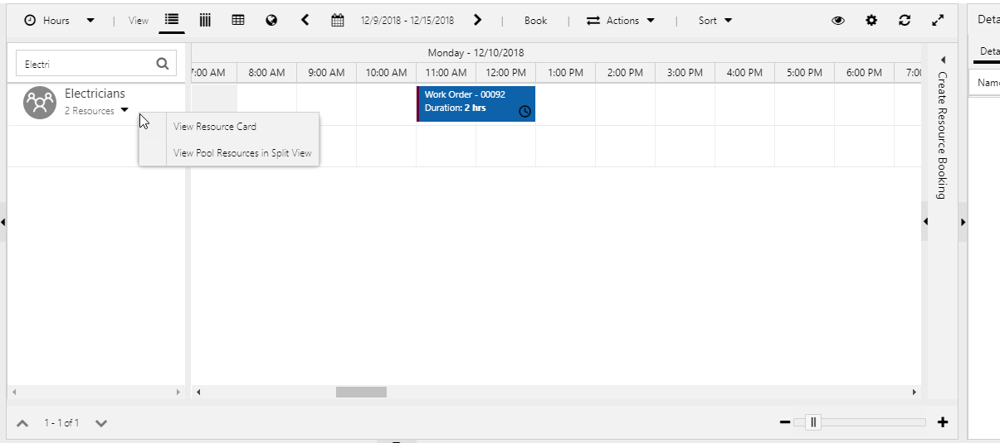 Hours | View 12/9/2018 - 12/15/2018 | Book | Actions | Sort
Deta
Deta
Name
Electri
Monday - 12/10/2018
7:00 AM 8:00 AM 9:00 AM 10:00 AM 11:00 AM 12:00 PM 1:00 PM 2:00 PM 3:00 PM 4:00 PM 5:00 PM 6:00 PM 7:0
Electricians
2 Resources
Work Order - 00092
Duration: 2 hrs
View Resource Card
View Pool Resources in Split View
Create Resource Booking
1 - 1 of 1